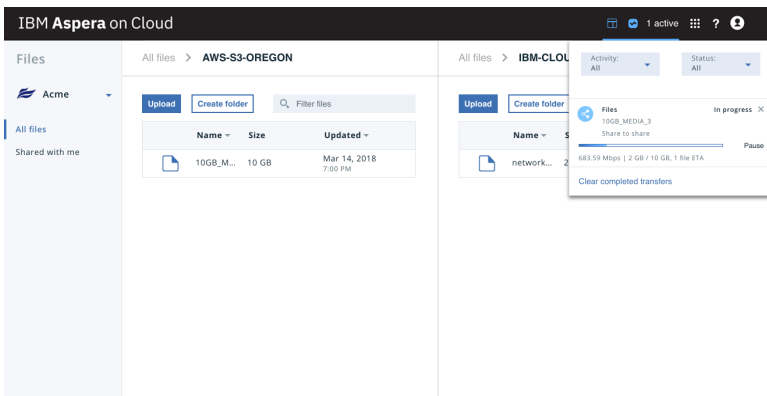 IBM Aspera on Cloud
1 active
?
Files
Acme
All files
Shared with me
All files > AWS-S3-OREGON
Upload
Create folder
Filter files
Name
Size
Updated
10GB_M...
10 GB
Mar 14, 2018
7:00 PM
All files > IBM-CLOU
Upload
Create folder
Name
S
network...
2
Activity:
All
Status:
All
Files
In progress
10GB_MEDIA_3
Share to share
Pause
683.59 Mbps | 2 GB / 10 GB, 1 file ETA
Clear completed transfers